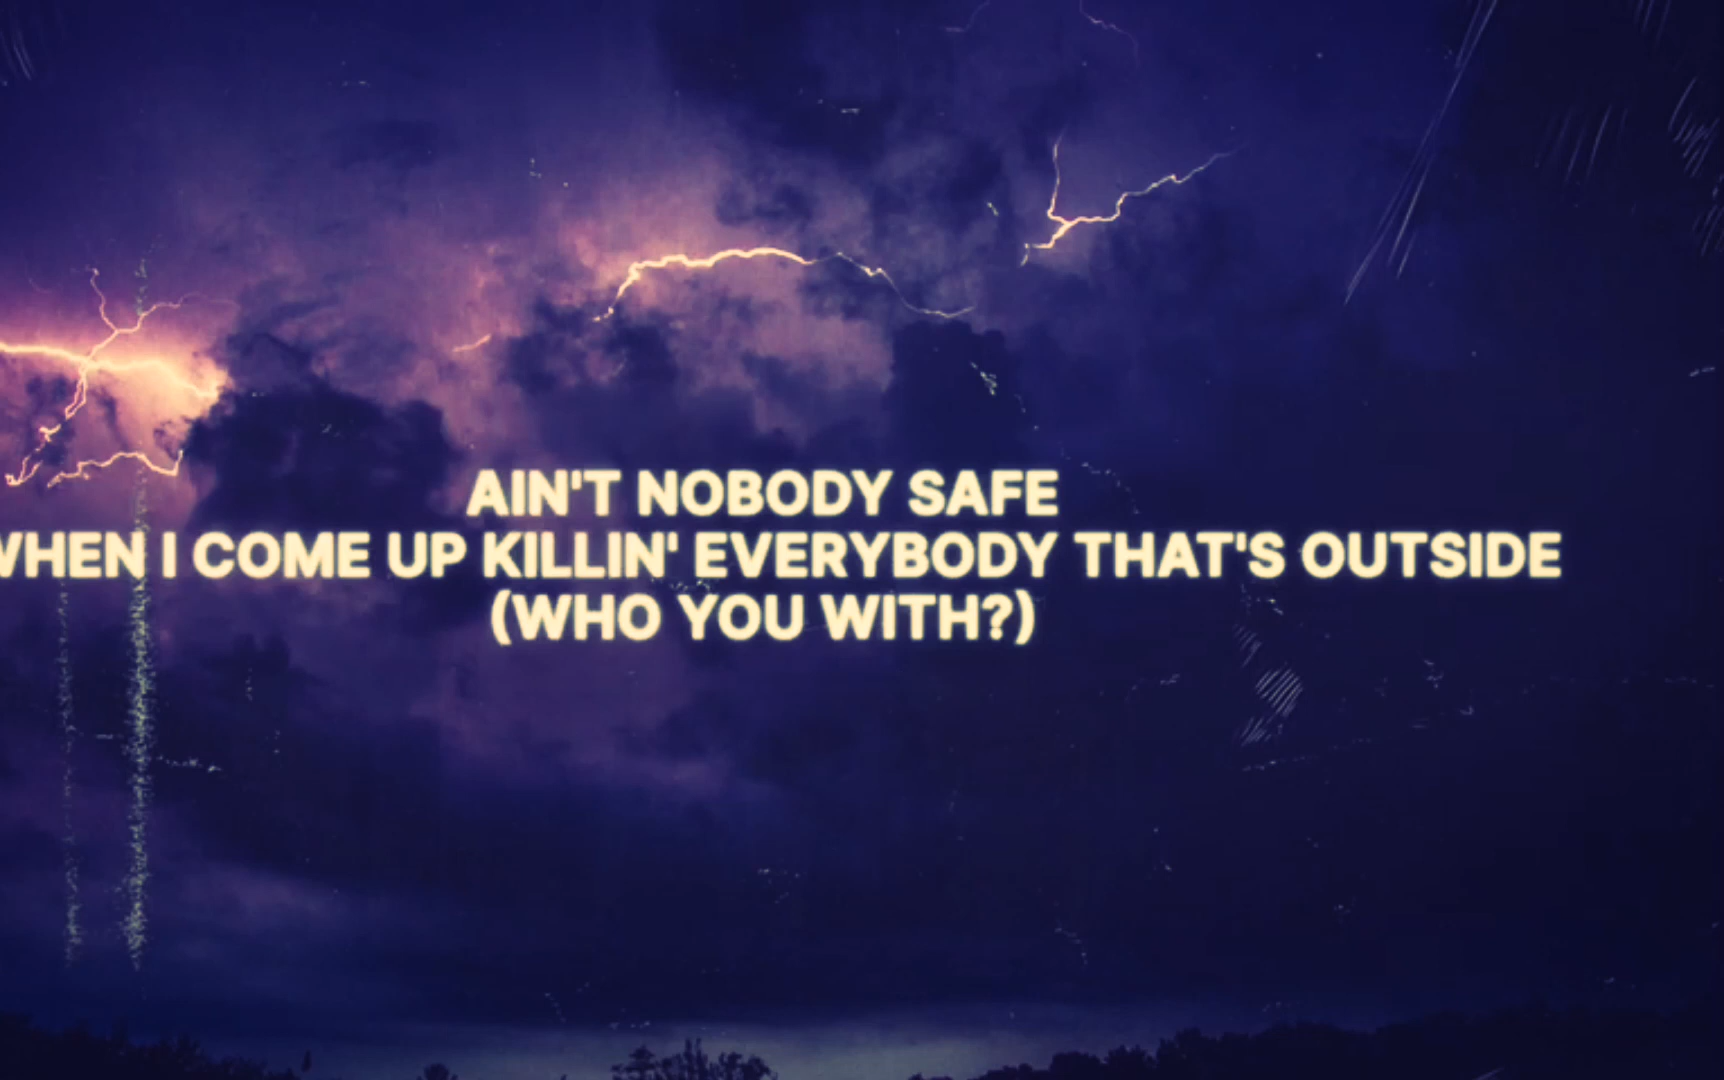 AIN'T NOBODY SAFE
WHEN I COME UP KILLIN' EVERYBODY THAT'S OUTSIDE
(WHO YOU WITH?)